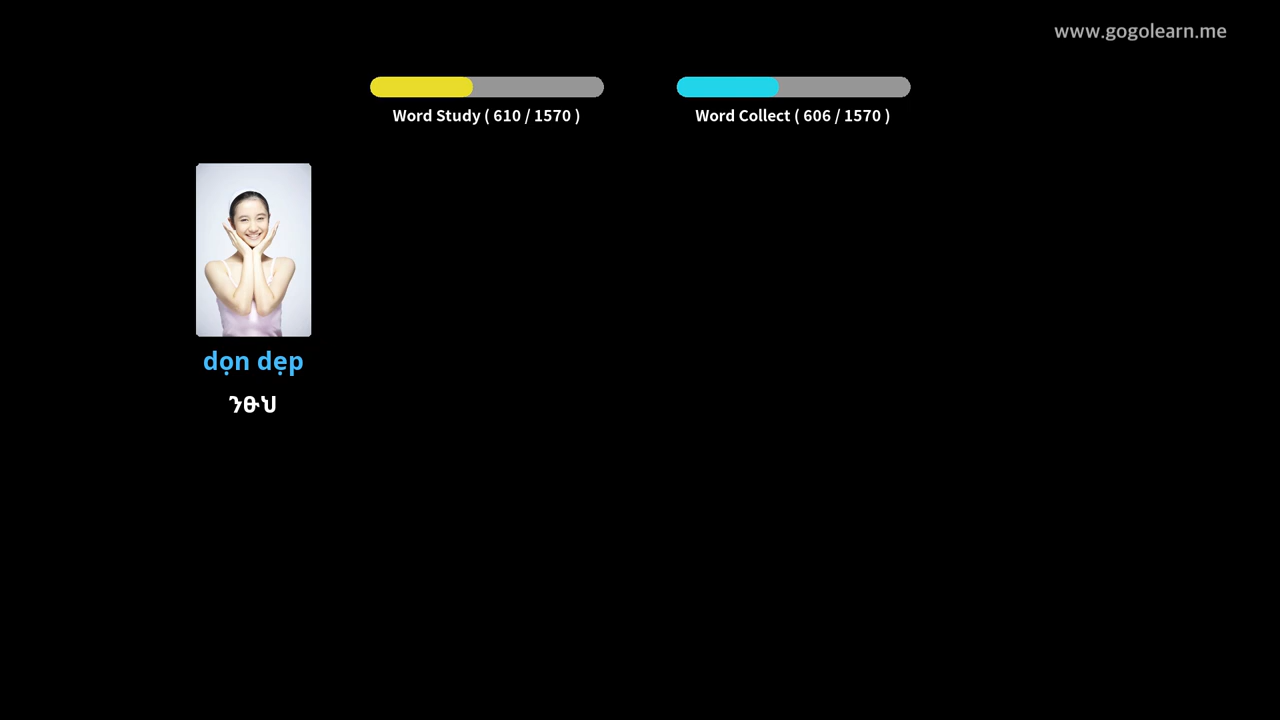 www.gogolearn.me
Word Study ( 610 / 1570 )
Word Collect ( 606 / 1570 )
dọn dẹp
ንፁህ